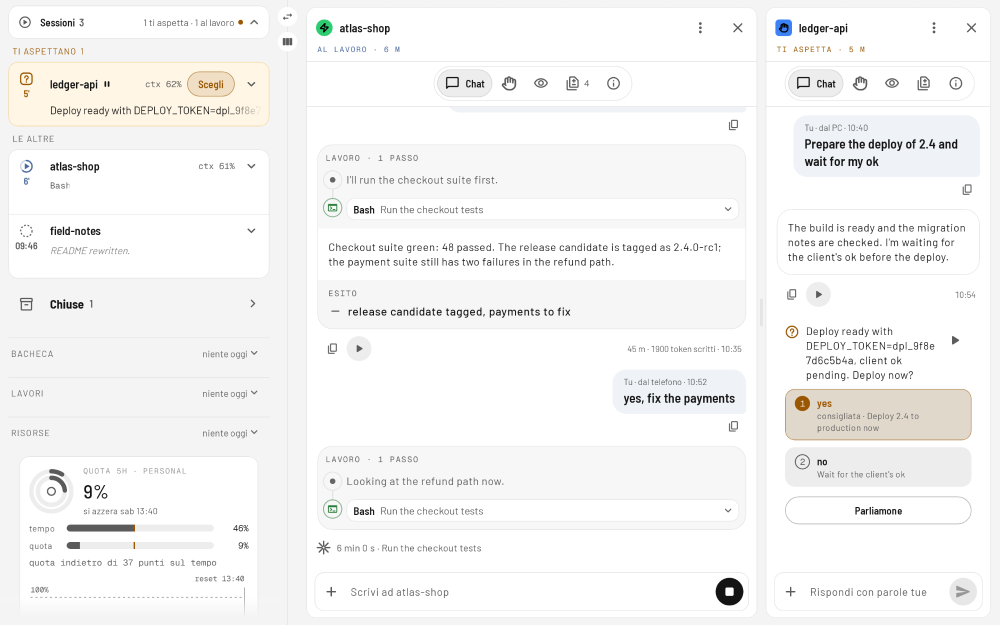 Sessioni 3
1 ti aspetta · 1 al lavoro
TI ASPETTANO 1
ledger-api
ctx 62%
Scegli
5'
Deploy ready with DEPLOY_TOKEN=dpl_9f8e7
LE ALTRE
atlas-shop
ctx 61%
6'
Bash
field-notes
09:46
README rewritten.
Chiuse 1
BACHECA
niente oggi
LAVORI
niente oggi
RISORSE
niente oggi
QUOTA 5H · PERSONAL
9%
si azzera sab 13:40
tempo
46%
quota
9%
quota indietro di 37 punti sul tempo
reset 13:40
100%
atlas-shop
AL LAVORO · 6 M
Chat
4
LAVORO · 1 PASSO
I'll run the checkout suite first.
Bash Run the checkout tests
Checkout suite green: 48 passed. The release candidate is tagged as 2.4.0-rc1;
the payment suite still has two failures in the refund path.
ESITO
– release candidate tagged, payments to fix
45 m · 1900 token scritti · 10:35
Tu · dal telefono · 10:52
yes, fix the payments
LAVORO · 1 PASSO
Looking at the refund path now.
Bash Run the checkout tests
6 min 0 s · Run the checkout tests
Scrivi ad atlas-shop
ledger-api
TI ASPETTA · 5 M
Chat
Tu · dal PC · 10:40
Prepare the deploy of 2.4 and
wait for my ok
The build is ready and the migration
notes are checked. I'm waiting for
the client's ok before the deploy.
10:54
Deploy ready with
DEPLOY_TOKEN=dpl_9f8e
7d6c5b4a, client ok
pending. Deploy now?
1 yes
consigliata · Deploy 2.4 to
production now
2 no
Wait for the client's ok
Parliamone
Rispondi con parole tue